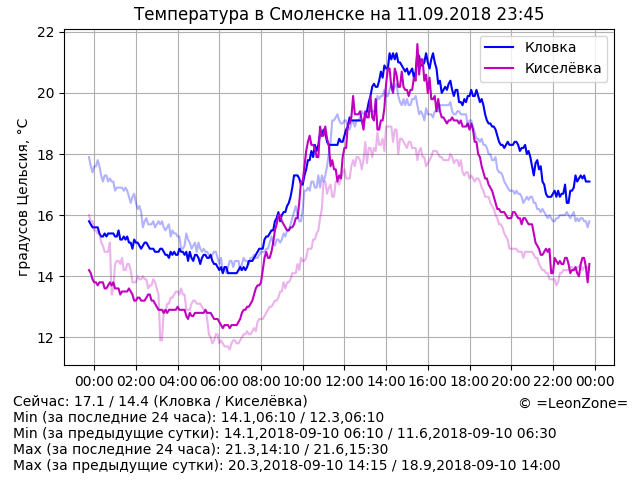 Температура в Смоленске на 11.09.2018 23:45
22
20
18
16
14
12
градусов Цельсия, °C
Кловка
Киселёвка
00:00 02:00 04:00 06:00 08:00 10:00 12:00 14:00 16:00 18:00 20:00 22:00 00:00
Сейчас: 17.1 / 14.4 (Кловка / Киселёвка)
© =LeonZone=
Min (за последние 24 часа): 14.1,06:10 / 12.3,06:10
Min (за предыдущие сутки): 14.1,2018-09-10 06:10 / 11.6,2018-09-10 06:30
Max (за последние 24 часа): 21.3,14:10 / 21.6,15:30
Max (за предыдущие сутки): 20.3,2018-09-10 14:15 / 18.9,2018-09-10 14:00